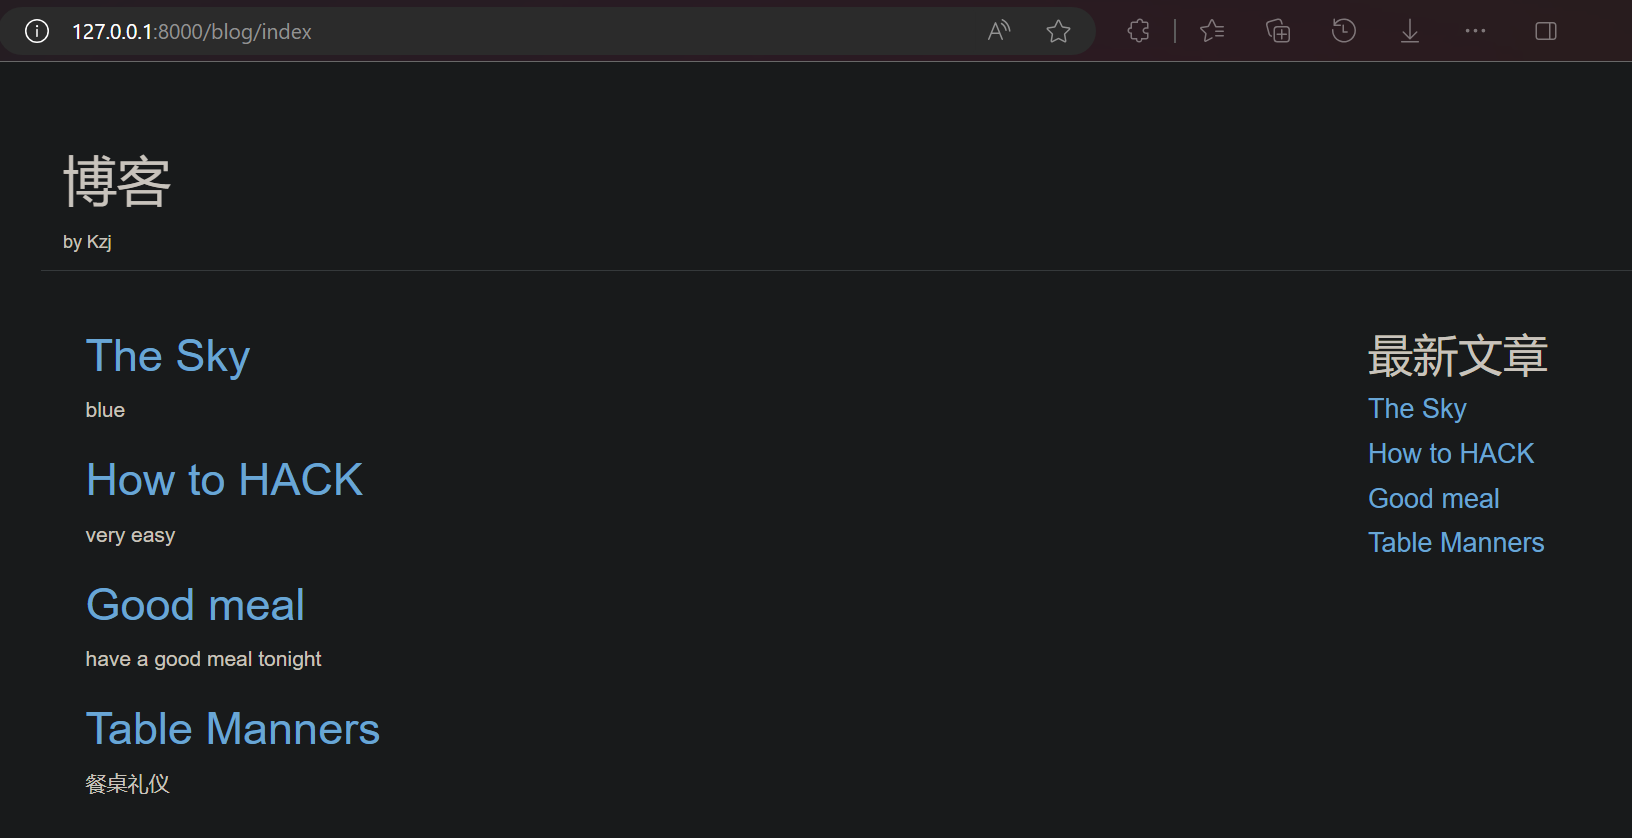 127.0.0.1:8000/blog/index
博客
by Kzj
The Sky
blue
How to HACK
very easy
Good meal
have a good meal tonight
Table Manners
餐桌礼仪
最新文章
The Sky
How to HACK
Good meal
Table Manners